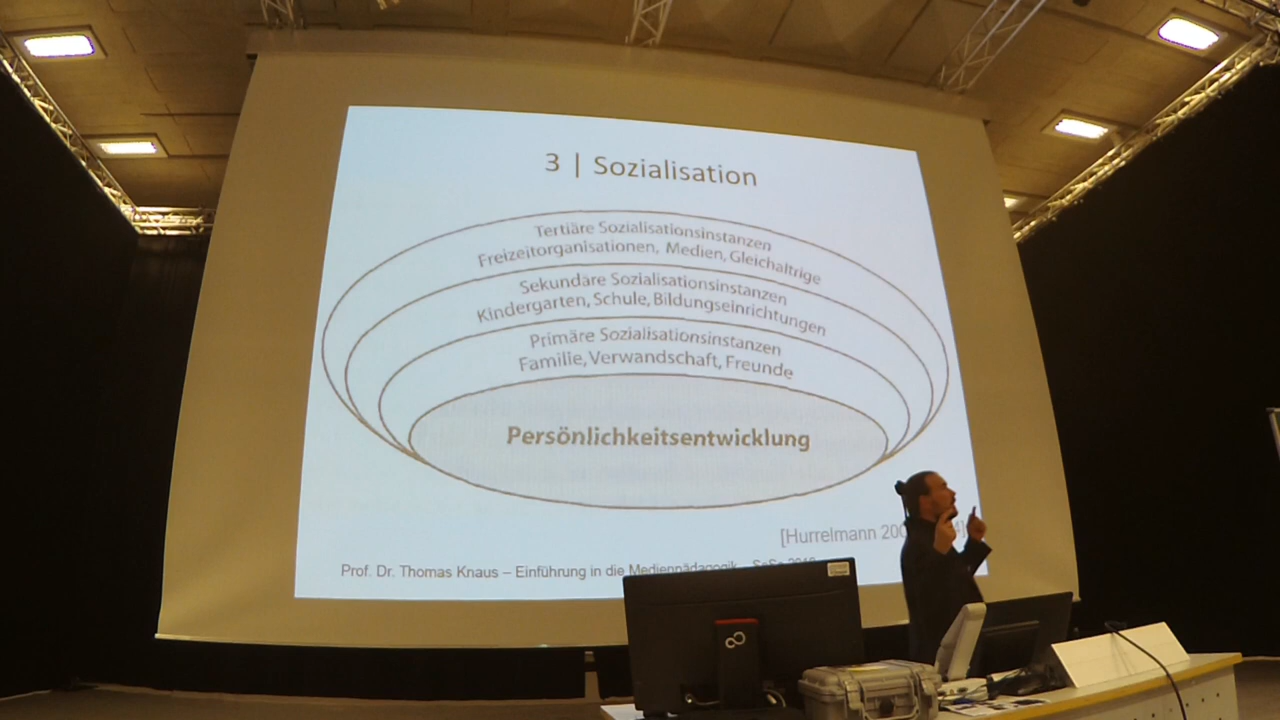 3 | Sozialisation
Tertiäre Sozialisationsinstanzen
Freizeitorganisationen, Medien, Gleichaltrige
Sekundäre Sozialisationsinstanzen
Kindergarten, Schule, Bildungseinrichtungen
Primäre Sozialisationsinstanzen
Familie, Verwandschaft, Freunde
Persönlichkeitsentwicklung
[Hurrelmann
Prof. Dr. Thomas Knaus – Einführung in die Medienpädagogik –